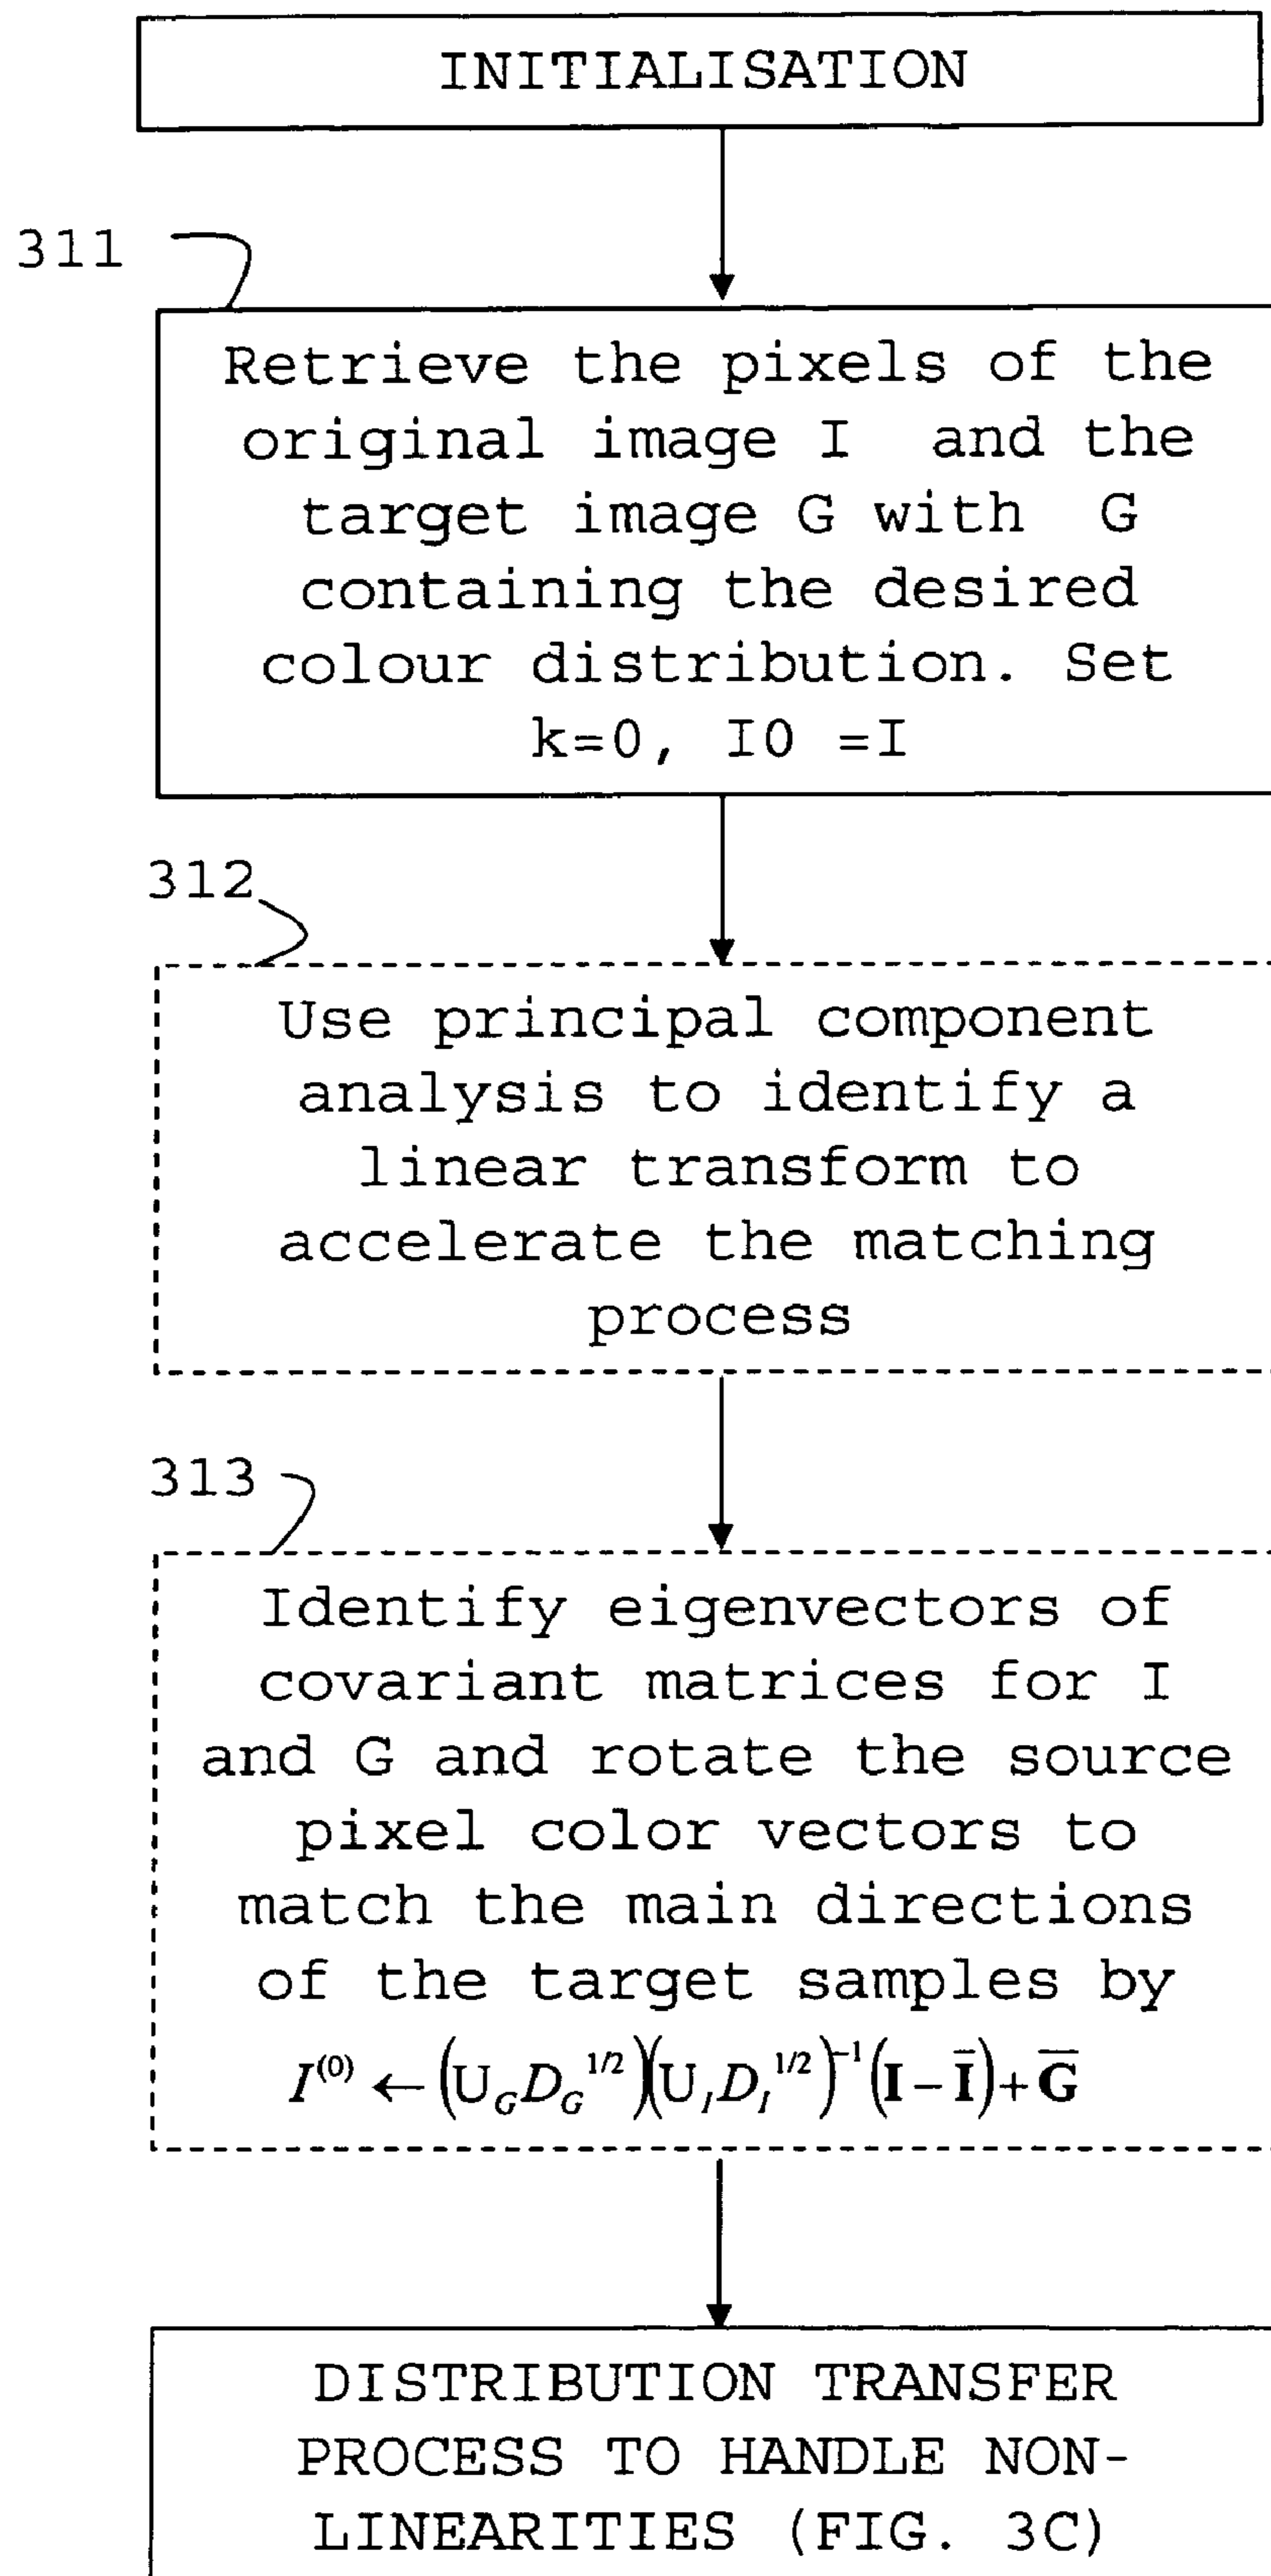 INITIALISATION
311
Retrieve the pixels of the
original image I and the
target image G with G
containing the desired
colour distribution. Set
k=0, I0 =I
312
Use principal component
analysis to identify a
linear transform to
accelerate the matching
process
313
Identify eigenvectors of
covariant matrices for I
and G and rotate the source
pixel color vectors to
match the main directions
of the target samples by
I⁽⁰⁾ ← (U_G D_G^{1/2})(U_I D_I^{1/2})^{-1}(I − Ī) + G̅
DISTRIBUTION TRANSFER
PROCESS TO HANDLE NON-
LINEARITIES (FIG. 3C)